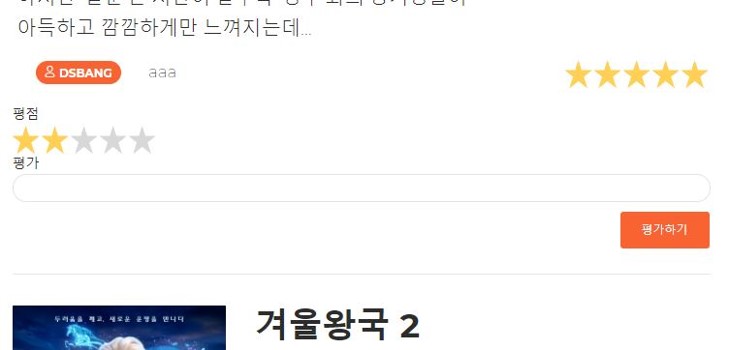 아득하고 깜깜하게만 느껴지는데...
DSBANG aaa
평점
평가
평가하기
두려움을 깨고, 새로운 운명을 만나다
겨울왕국 2